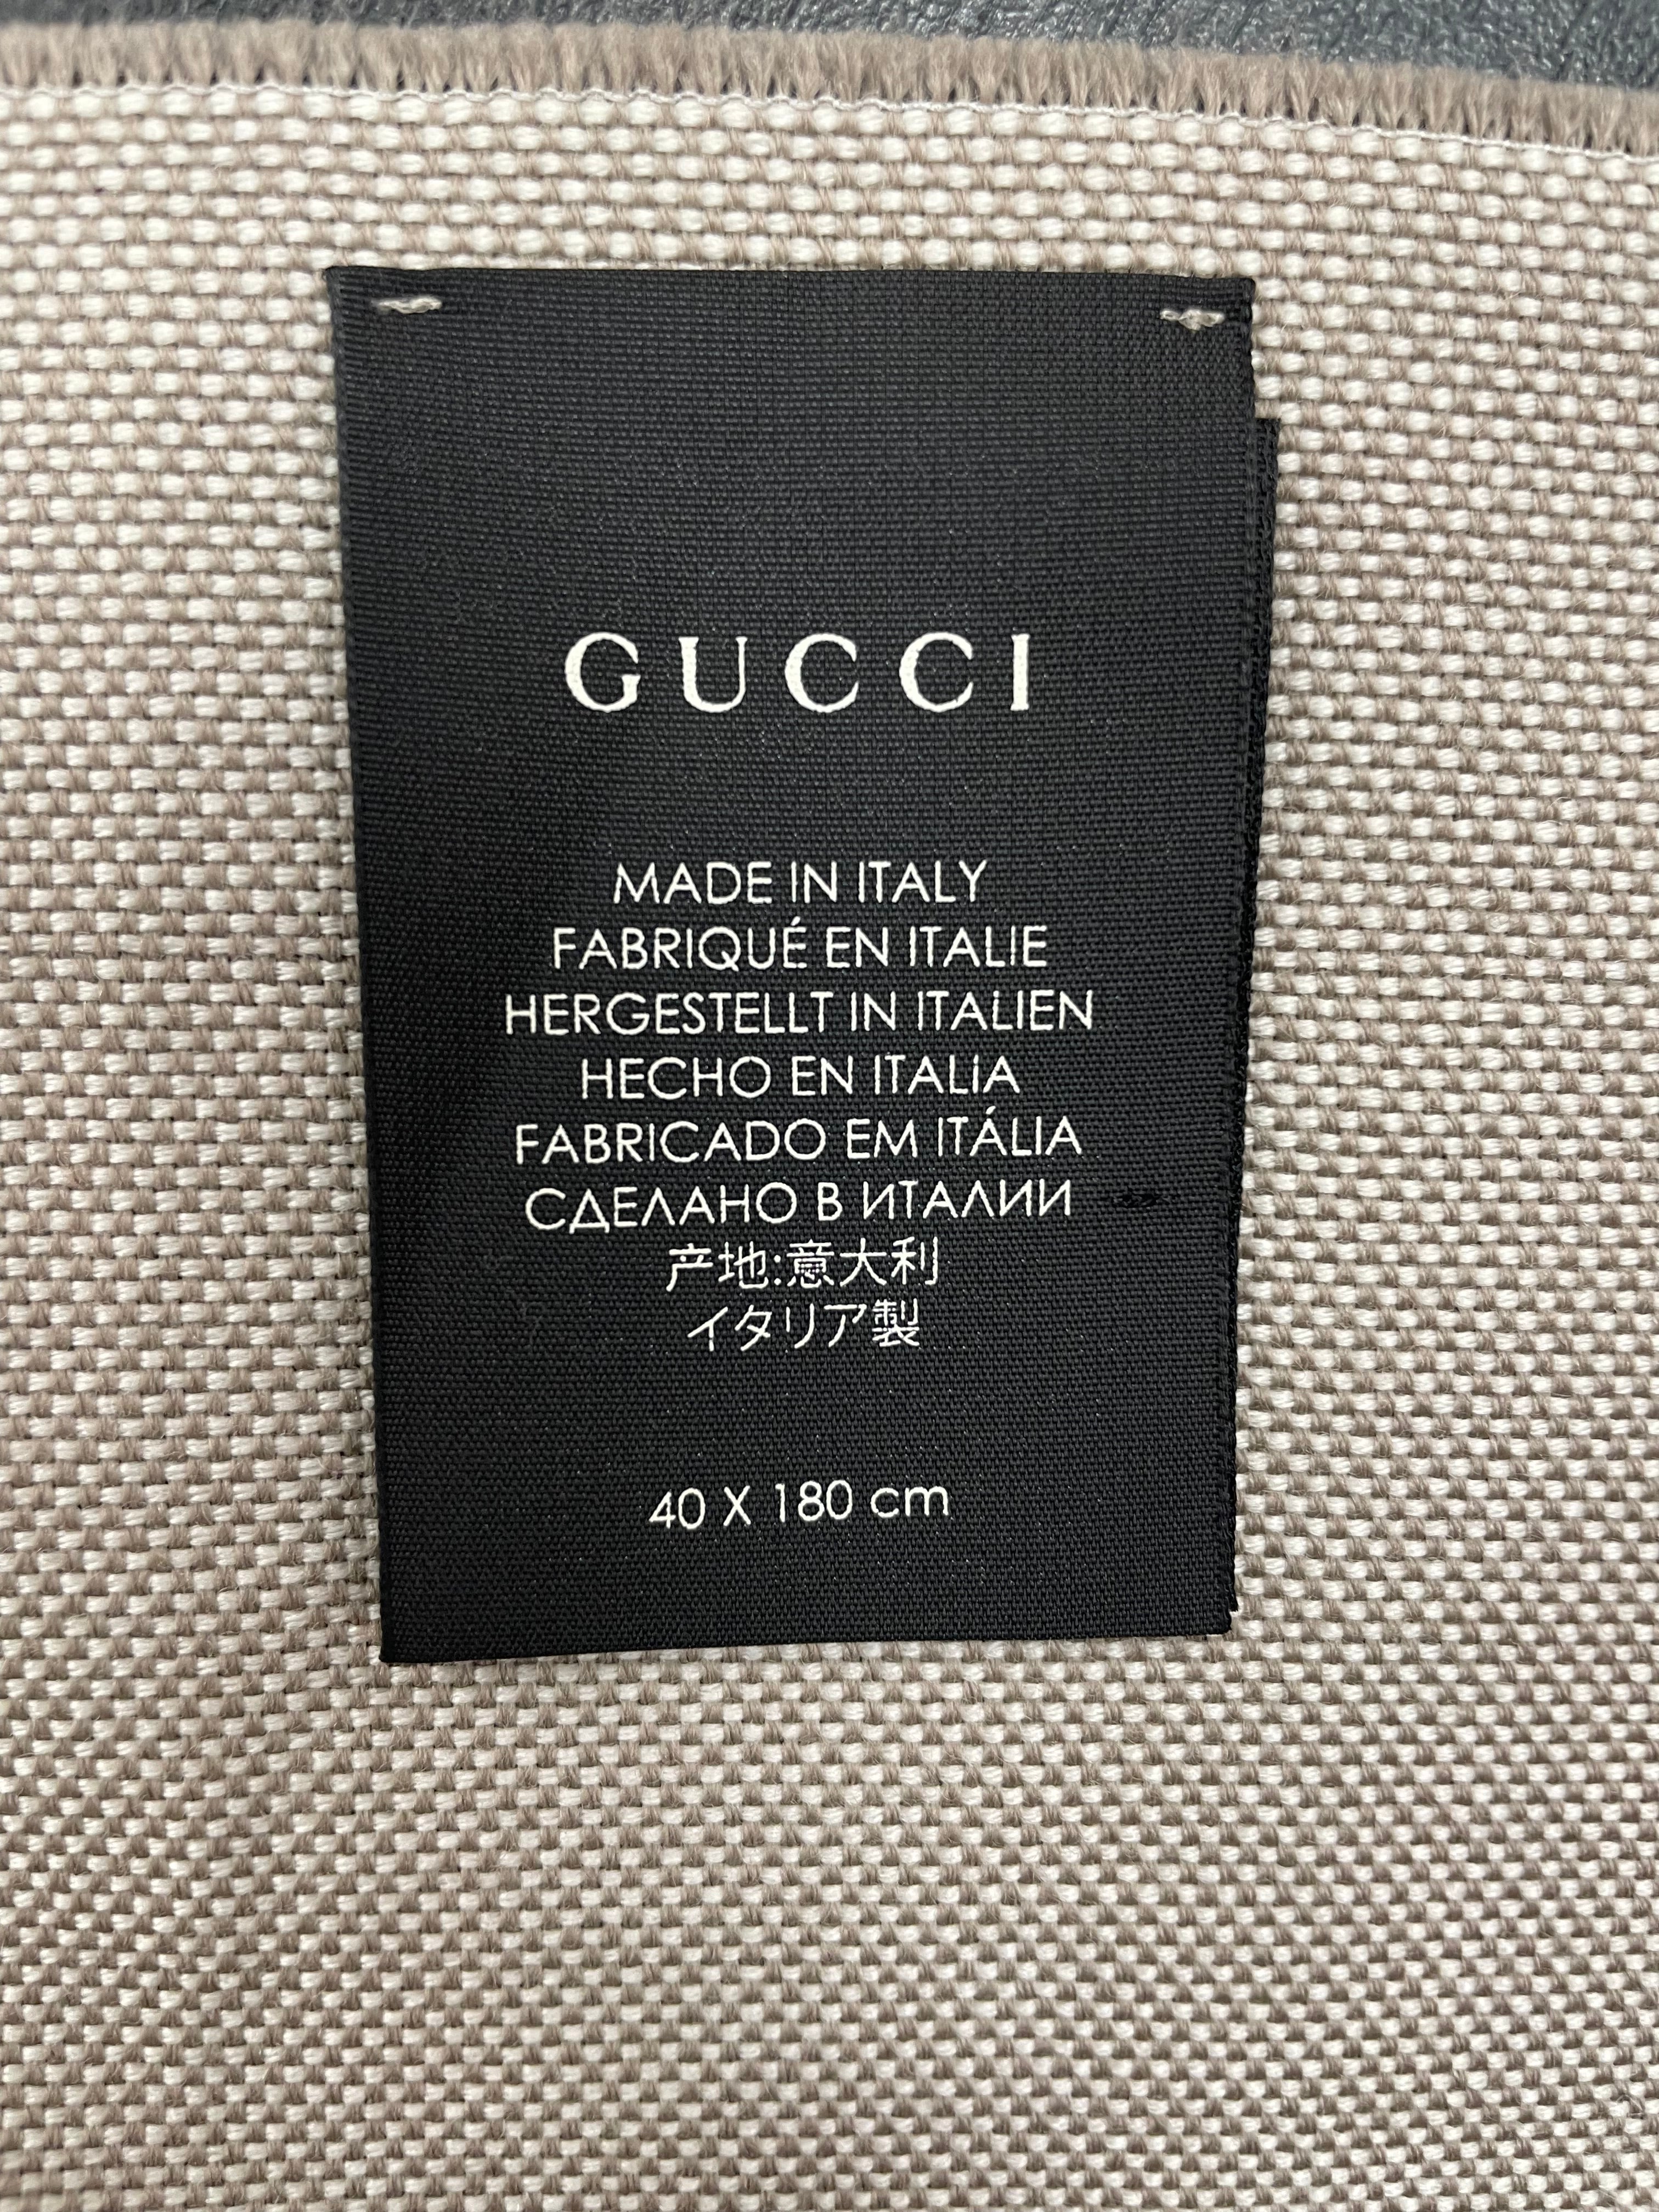 GUCCI
MADE IN ITALY
FABRIQUÉ EN ITALIE
HERGESTELLT IN ITALIEN
HECHO EN ITALIA
FABRICADO EM ITÁLIA
СДЕЛАНО В ИТАЛИИ
产地:意大利
イタリア製
40 X 180 cm